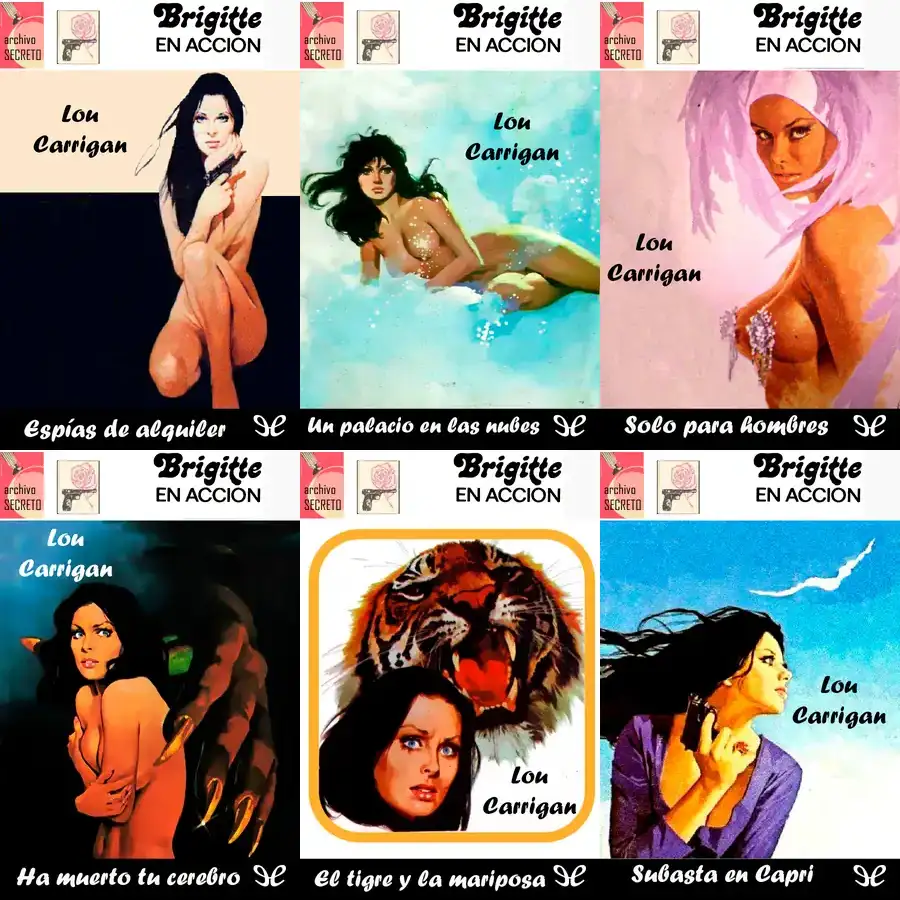 archivo
SECRETO
Brigitte
EN ACCION
Lou
Carrigan
Espías de alquiler
archivo
SECRETO
Brigitte
EN ACCION
Lou
Carrigan
Un palacio en las nubes
archivo
SECRETO
Brigitte
EN ACCION
Lou
Carrigan
Solo para hombres
archivo
SECRETO
Brigitte
EN ACCION
Lou
Carrigan
Ha muerto tu cerebro
archivo
SECRETO
Brigitte
EN ACCION
Lou
Carrigan
El tigre y la mariposa
archivo
SECRETO
Brigitte
EN ACCION
Lou
Carrigan
Subasta en Capri